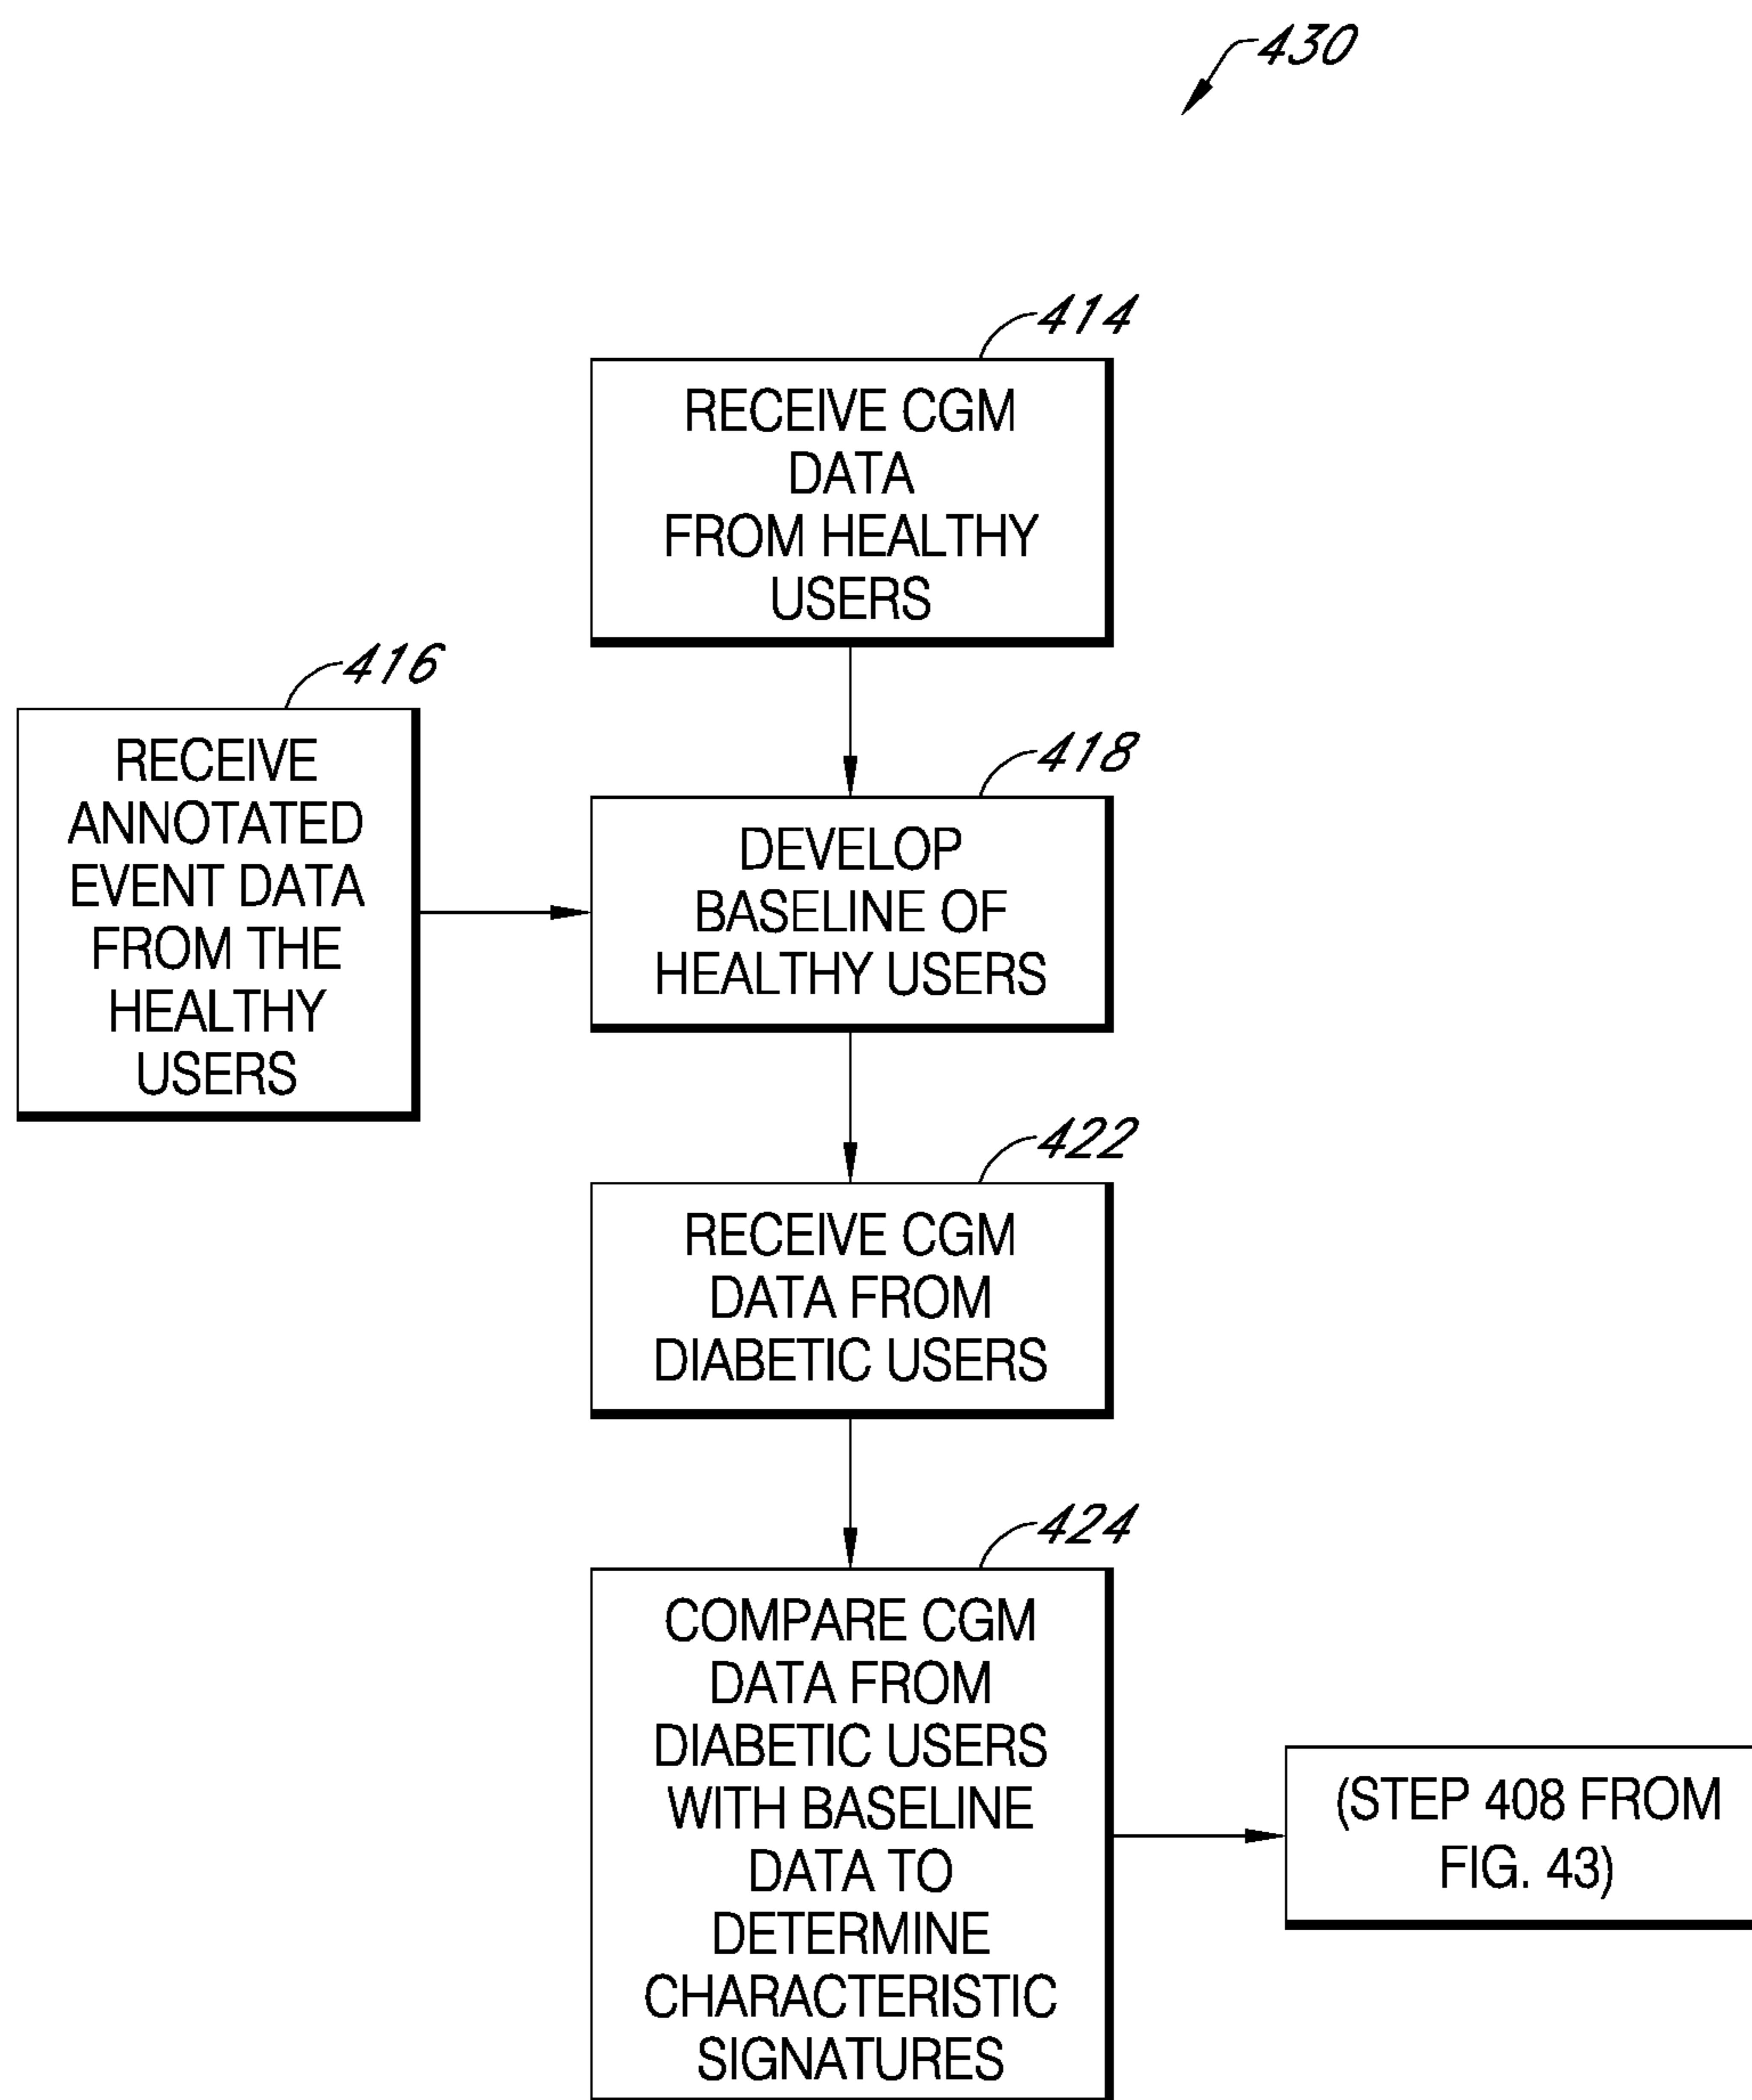 430
414
RECEIVE CGM
DATA
FROM HEALTHY
USERS
416
RECEIVE
ANNOTATED
EVENT DATA
FROM THE
HEALTHY
USERS
418
DEVELOP
BASELINE OF
HEALTHY USERS
422
RECEIVE CGM
DATA FROM
DIABETIC USERS
424
COMPARE CGM
DATA FROM
DIABETIC USERS
WITH BASELINE
DATA TO
DETERMINE
CHARACTERISTIC
SIGNATURES
(STEP 408 FROM
FIG. 43)